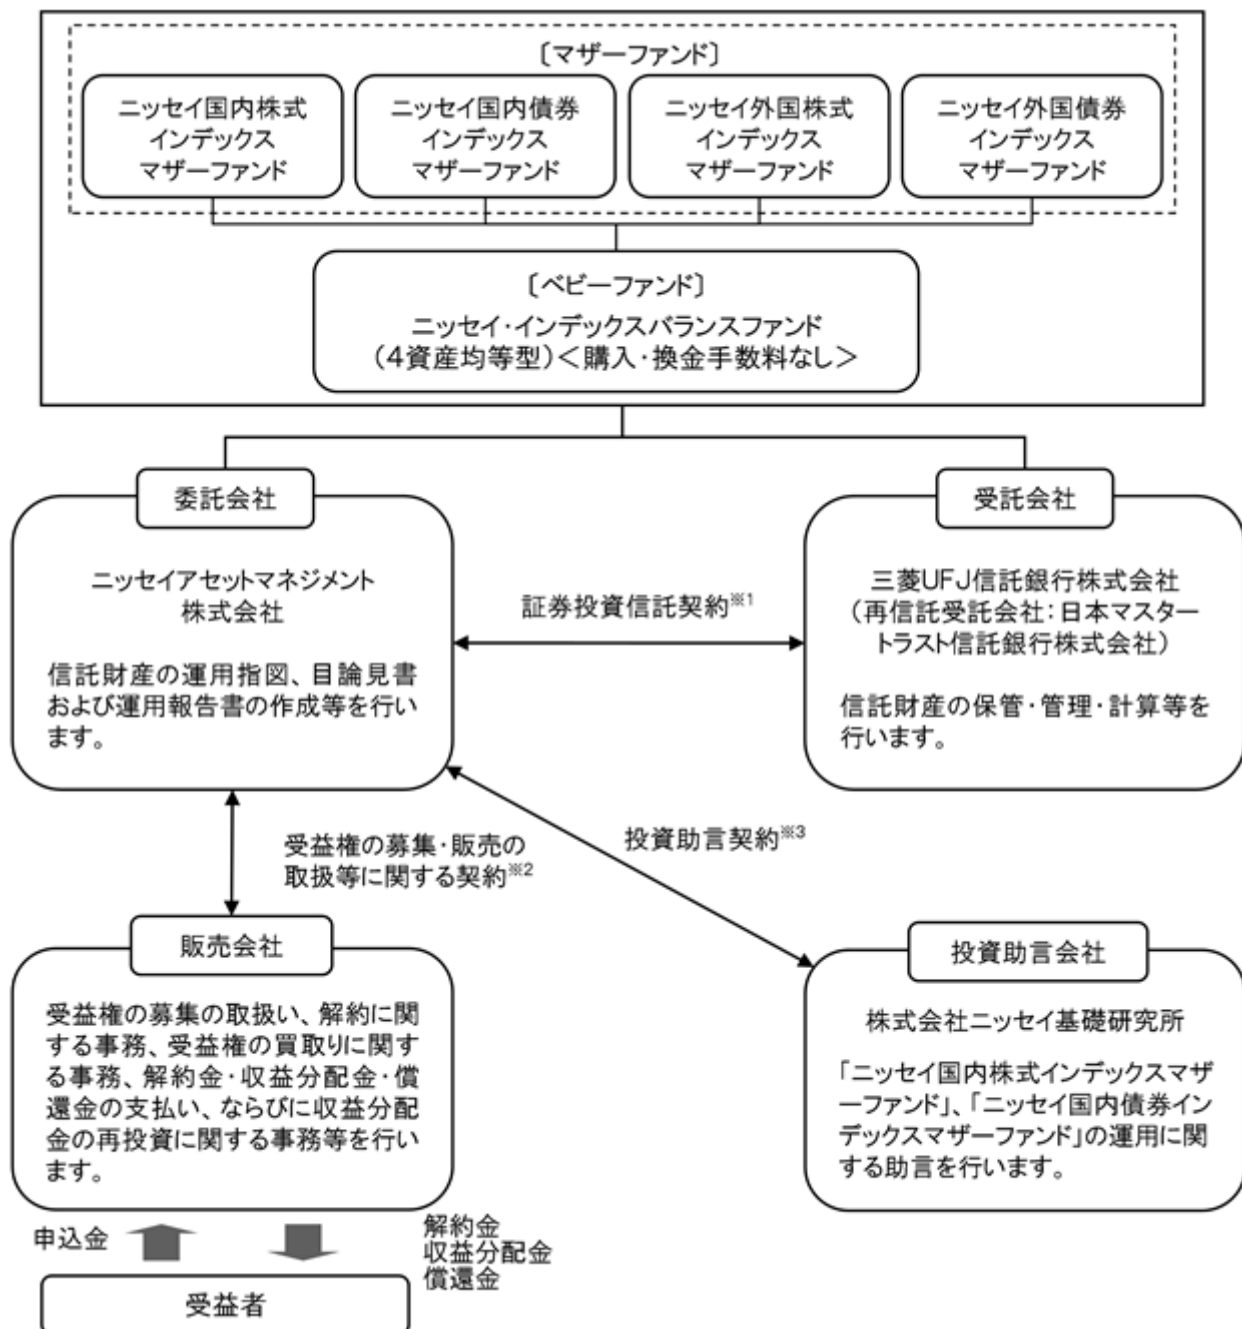 〔マザーファンド〕
ニッセイ国内株式
インデックス
マザーファンド
ニッセイ国内債券
インデックス
マザーファンド
ニッセイ外国株式
インデックス
マザーファンド
ニッセイ外国債券
インデックス
マザーファンド
〔ベビーファンド〕
ニッセイ・インデックスバランスファンド
（4資産均等型）＜購入・換金手数料なし＞
委託会社
ニッセイアセットマネジメント
株式会社
信託財産の運用指図、目論見書
および運用報告書の作成等を行い
ます。
証券投資信託契約※1
受託会社
三菱UFJ信託銀行株式会社
（再信託受託会社：日本マスター
トラスト信託銀行株式会社）
信託財産の保管・管理・計算等を
行います。
受益権の募集・販売の
取扱等に関する契約※2
投資助言契約※3
販売会社
受益権の募集の取扱い、解約に関
する事務、受益権の買取りに関す
る事務、解約金・収益分配金・償
還金の支払い、ならびに収益分配
金の再投資に関する事務等を行い
ます。
投資助言会社
株式会社ニッセイ基礎研究所
「ニッセイ国内株式インデックスマザ
ーファンド」、「ニッセイ国内債券イン
デックスマザーファンド」の運用に関
する助言を行います。
申込金
解約金
収益分配金
償還金
受益者